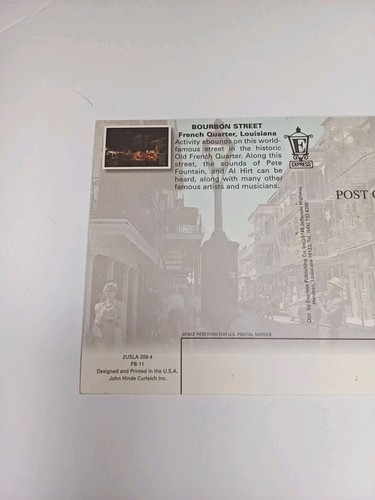 BOURBON STREET
French Quarter, Louisiana
Activity abounds on this world-
famous street in the historic
Old French Quarter. Along this
street, the sounds of Pete
Fountain, and Al Hirt can be
heard, along with many other
famous artists and musicians.
E
EXPRESS
POST C
SPACE RESERVED FOR U.S. POSTAL SERVICE
2USLA 208-4
PB-11
Designed and Printed in the U.S.A.
John Hinde Curteich Inc.